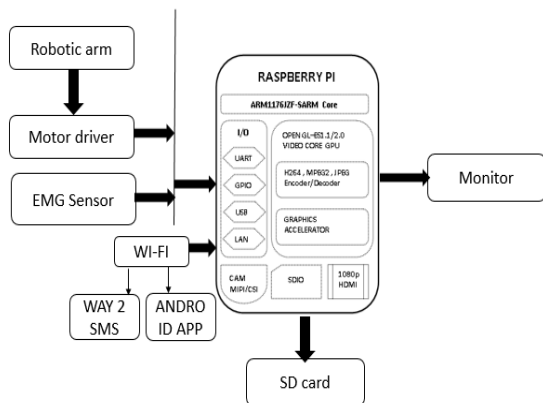 Robotic arm
Motor driver
EMG Sensor
WI-FI
WAY 2
SMS
ANDRO
ID APP
RASPBERRY PI
ARM1176JZF-SARM Core
I/O
UART
GPIO
USB
LAN
OPEN GL-ES1.1/2.0
VIDEO CORE GPU
H264, MPEG2, JPEG
Encoder/Decoder
GRAPHICS
ACCELERATOR
CAM
MIPI/CSI
SDIO
1080p
HDMI
Monitor
SD card